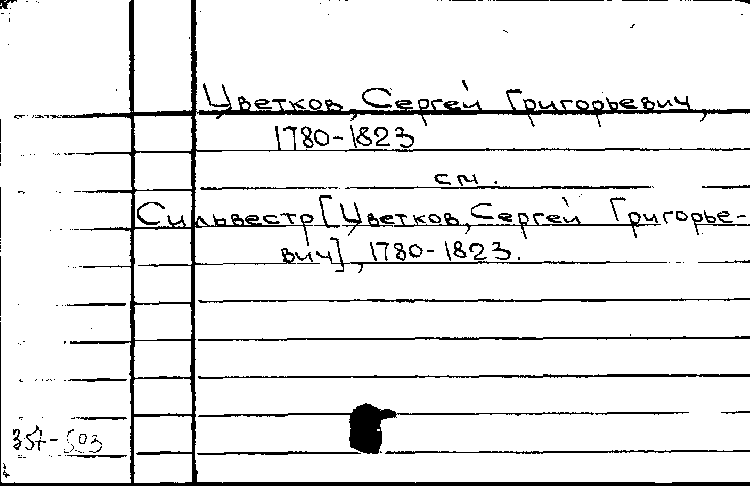 Цветков, Сергей Григорьевич,
1780-1823
см.
Сильвестр [Цветков, Сергей Григорье-
вич], 1780-1823.
357-503